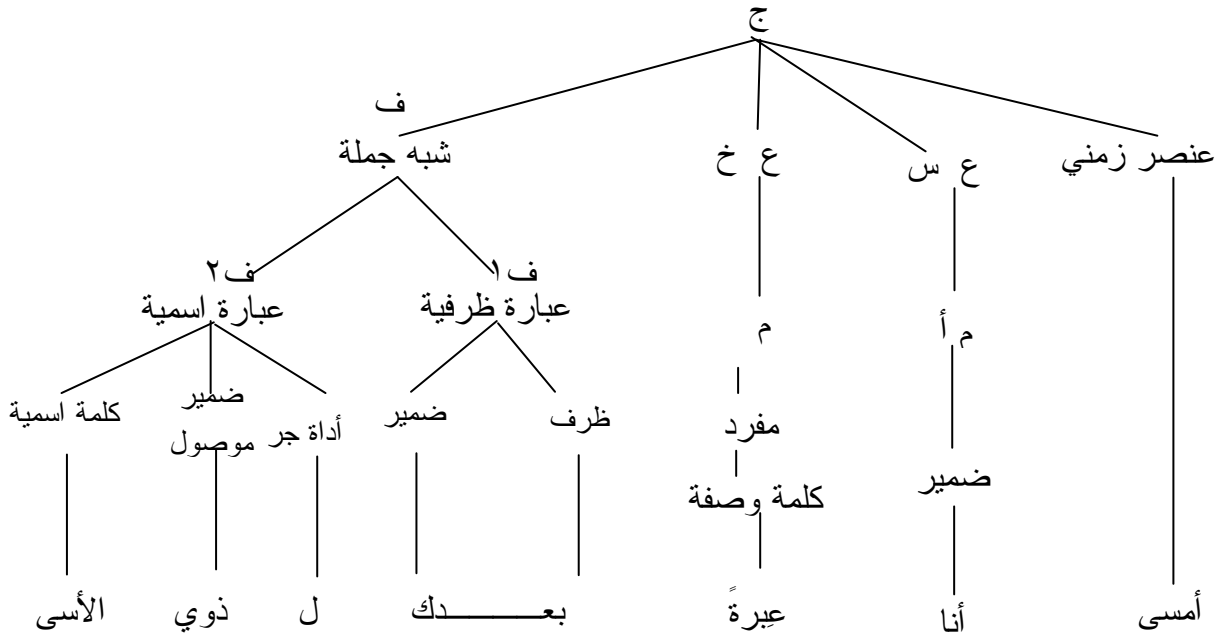 ج
ف
عنصر زمني ع س ع خ شبه جملة
ف١ ف٢
عبارة ظرفية عبارة اسمية
م أ م
ظرف ضمير أداة جر ضمير موصول كلمة اسمية
مفرد
ضمير كلمة وصفة
أمسى أنا عِبرةً بعـــــــــدك ل ذوي الأسى